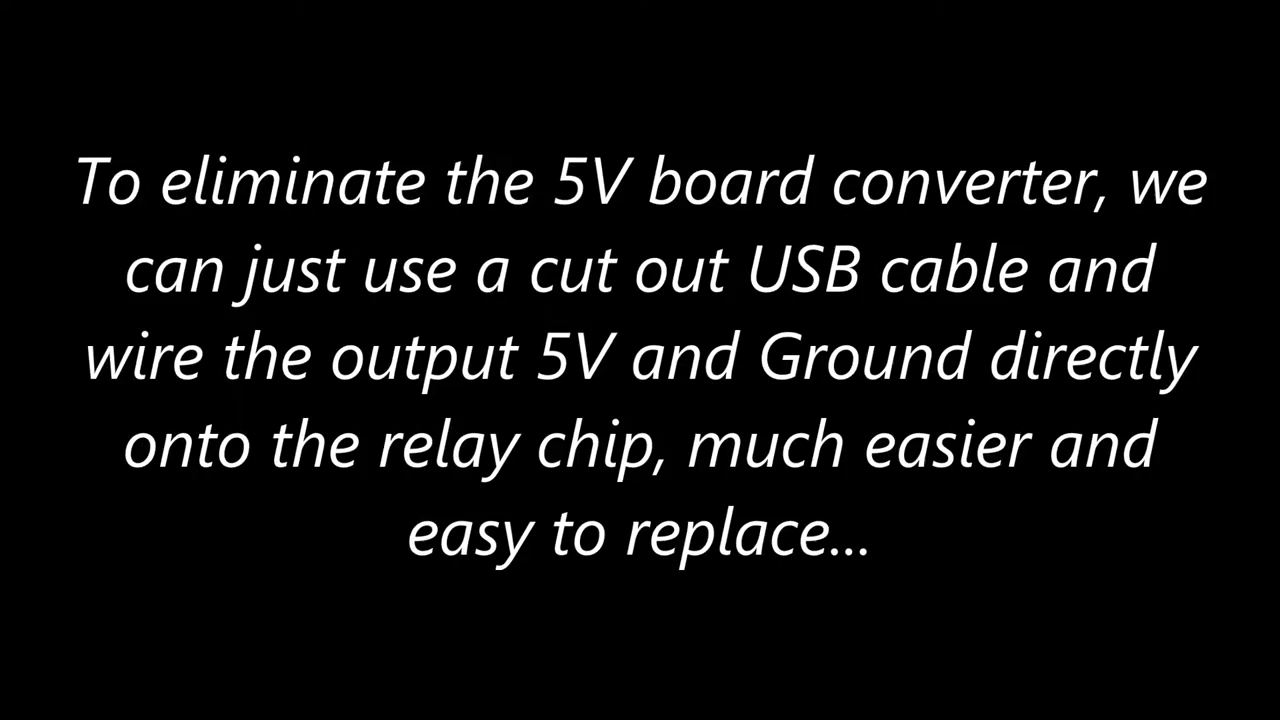 To eliminate the 5V board converter, we
can just use a cut out USB cable and
wire the output 5V and Ground directly
onto the relay chip, much easier and
easy to replace...